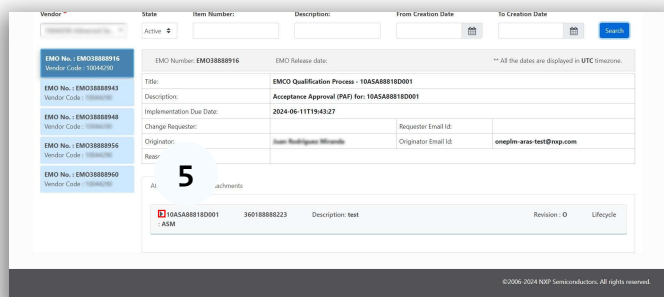 Vendor * State Item Number: Description: From Creation Date To Creation Date
Active Search
EMO No. : EMO38888916
Vendor Code : 10044290
EMO No. : EMO38888943
Vendor Code :
EMO No. : EMO38888948
Vendor Code :
EMO No. : EMO38888956
Vendor Code :
EMO No. : EMO38888960
Vendor Code :
EMO Number: EMO38888916 EMO Release date: ** All the dates are displayed in UTC timezone.
Title: EMCO Qualification Process - 10ASA88818D001
Description: Acceptance Approval (PAF) for: 10ASA88818D001
Implementation Due Date: 2024-06-11T19:43:27
Change Requester: Requester Email Id:
Originator: Originator Email Id: oneplm-aras-test@nxp.com
5
10ASA88818D001 360188888223 Description: test Revision : O Lifecycle
: ASM
©2006-2024 NXP Semiconductors. All rights reserved.